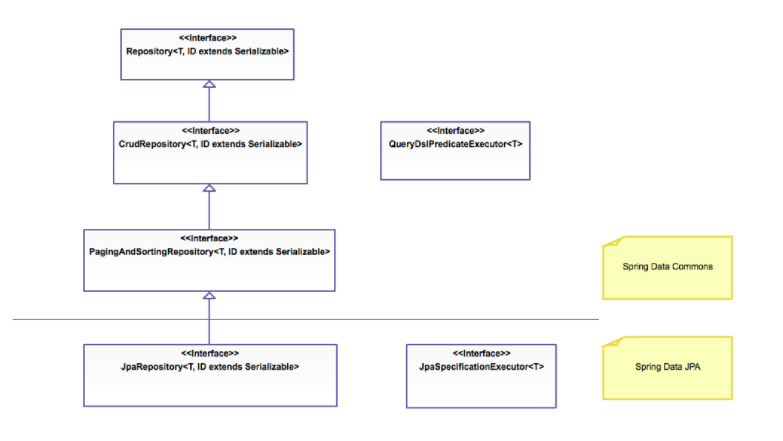 <<Interface>>
Repository<T, ID extends Serializable>
<<Interface>>
CrudRepository<T, ID extends Serializable>
<<Interface>>
QueryDslPredicateExecutor<T>
<<Interface>>
PagingAndSortingRepository<T, ID extends Serializable>
Spring Data Commons
<<Interface>>
JpaRepository<T, ID extends Serializable>
<<Interface>>
JpaSpecificationExecutor<T>
Spring Data JPA